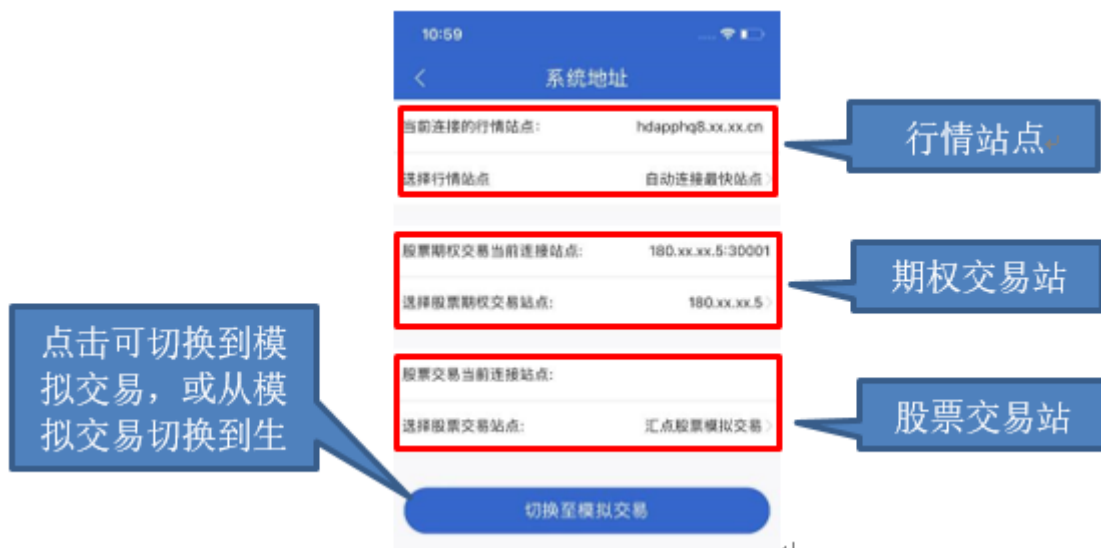 10:59
系统地址
当前连接的行情站点: hdapphq8.xx.xx.cn
选择行情站点 自动连接最快站点
行情站点
股票期权交易当前连接站点: 180.xx.xx.5:30001
选择股票期权交易站点: 180.xx.xx.5
期权交易站
股票交易当前连接站点:
选择股票交易站点: 汇点股票模拟交易
股票交易站
点击可切换到模
拟交易，或从模
拟交易切换到生
切换至模拟交易